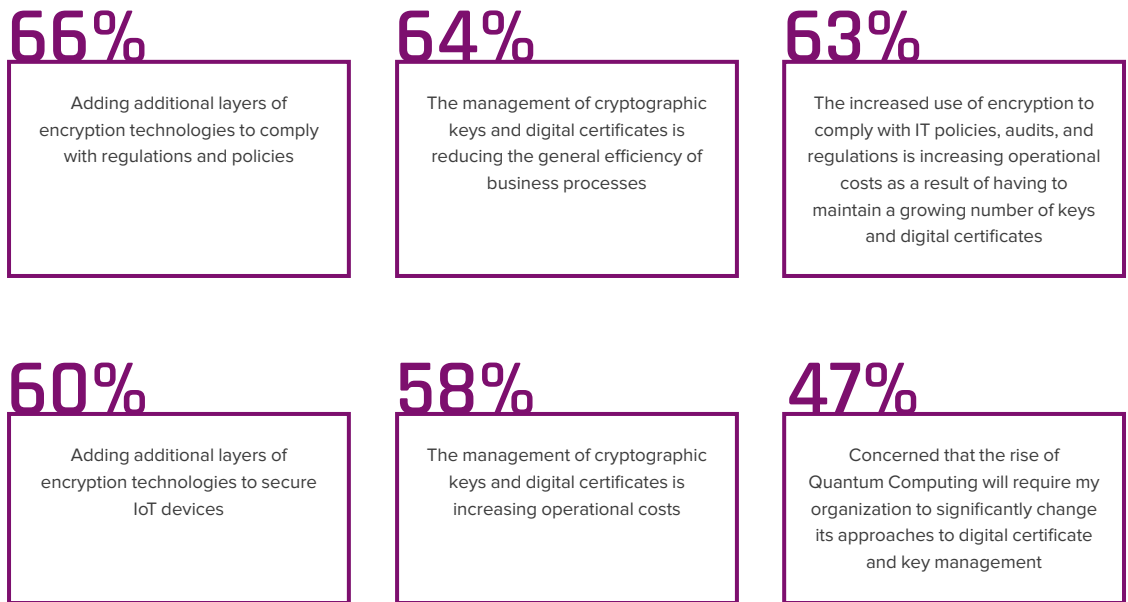 66%
Adding additional layers of
encryption technologies to comply
with regulations and policies
64%
The management of cryptographic
keys and digital certificates is
reducing the general efficiency of
business processes
63%
The increased use of encryption to
comply with IT policies, audits, and
regulations is increasing operational
costs as a result of having to
maintain a growing number of keys
and digital certificates
60%
Adding additional layers of
encryption technologies to secure
IoT devices
58%
The management of cryptographic
keys and digital certificates is
increasing operational costs
47%
Concerned that the rise of
Quantum Computing will require my
organization to significantly change
its approaches to digital certificate
and key management